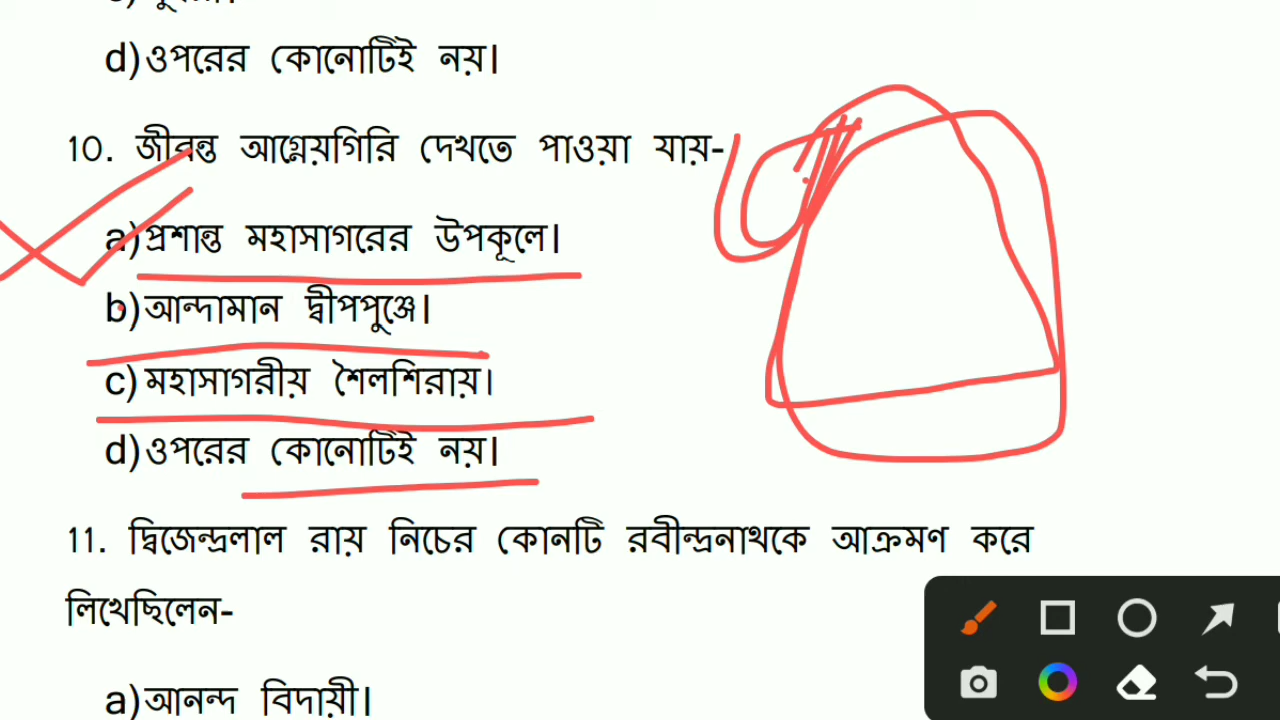 d)ওপরের কোনোটিই নয়।
10. জীবন্ত আগ্নেয়গিরি দেখতে পাওয়া যায়-
a)প্রশান্ত মহাসাগরের উপকূলে।
b)আন্দামান দ্বীপপুঞ্জে।
c)মহাসাগরীয় শৈলশিরায়।
d)ওপরের কোনোটিই নয়।
11. দ্বিজেন্দ্রলাল রায় নিচের কোনটি রবীন্দ্রনাথকে আক্রমণ করে
লিখেছিলেন-
a)আনন্দ বিদায়ী।